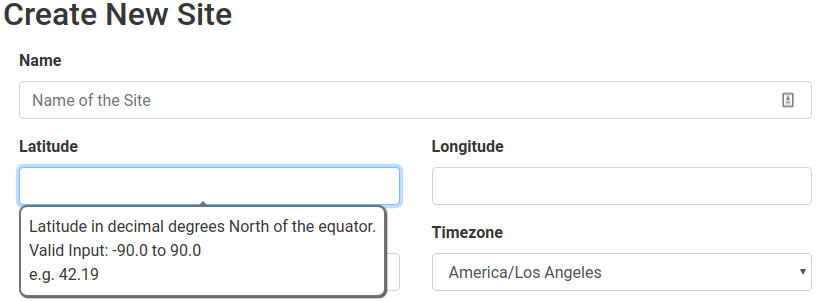 Create New Site
Name
Name of the Site
Latitude
Longitude
Latitude in decimal degrees North of the equator.
Valid Input: -90.0 to 90.0
e.g. 42.19
Timezone
America/Los Angeles